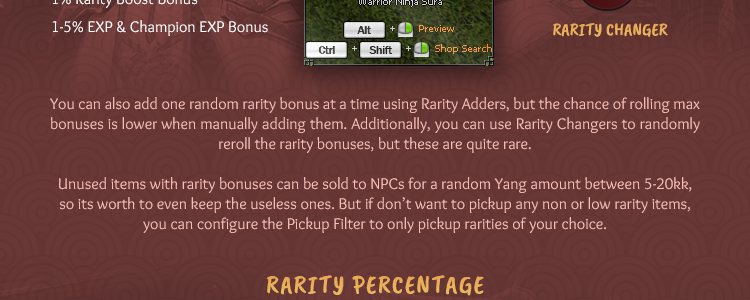 1% Rarity Boost Bonus
1-5% EXP & Champion EXP Bonus
Warrior Ninja Sura
Alt + Preview
Ctrl + Shift + Shop Search
RARITY CHANGER
You can also add one random rarity bonus at a time using Rarity Adders, but the chance of rolling max
bonuses is lower when manually adding them. Additionally, you can use Rarity Changers to randomly
reroll the rarity bonuses, but these are quite rare.
Unused items with rarity bonuses can be sold to NPCs for a random Yang amount between 5-20kk,
so its worth to even keep the useless ones. But if don't want to pickup any non or low rarity items,
you can configure the Pickup Filter to only pickup rarities of your choice.
RARITY PERCENTAGE